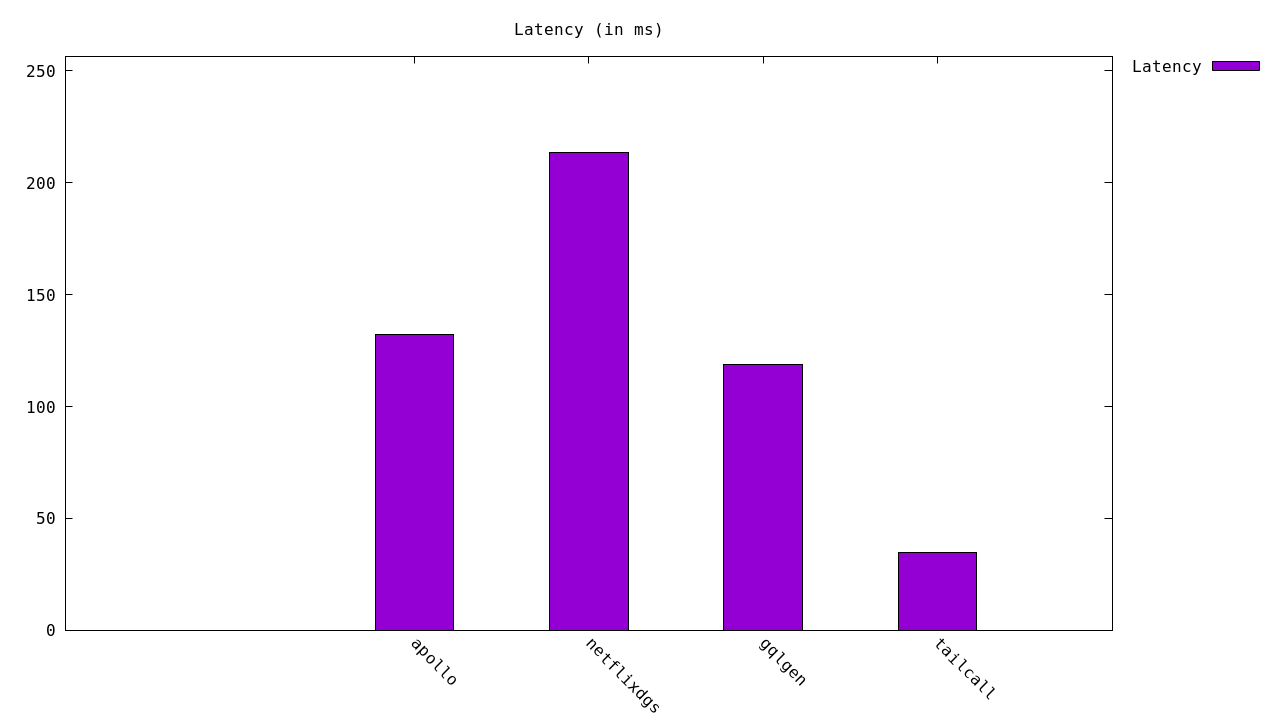 Latency (in ms)
Latency
250
200
150
100
50
0
apollo
netflixdgs
gqlgen
tailcall